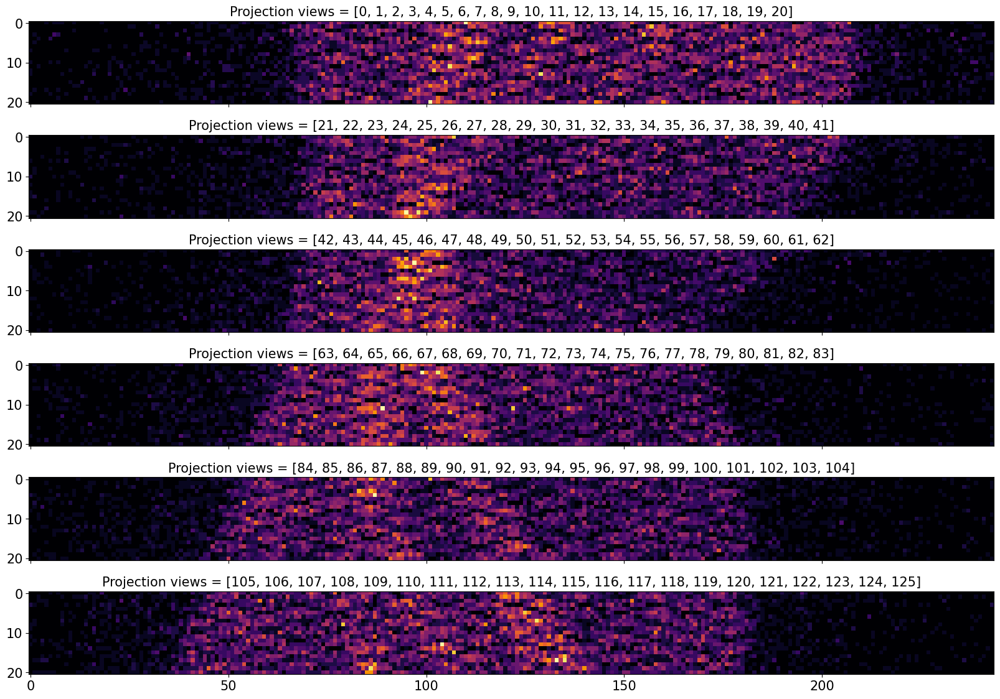 Projection views = [0, 1, 2, 3, 4, 5, 6, 7, 8, 9, 10, 11, 12, 13, 14, 15, 16, 17, 18, 19, 20]
0
10
20
Projection views = [21, 22, 23, 24, 25, 26, 27, 28, 29, 30, 31, 32, 33, 34, 35, 36, 37, 38, 39, 40, 41]
0
10
20
Projection views = [42, 43, 44, 45, 46, 47, 48, 49, 50, 51, 52, 53, 54, 55, 56, 57, 58, 59, 60, 61, 62]
0
10
20
Projection views = [63, 64, 65, 66, 67, 68, 69, 70, 71, 72, 73, 74, 75, 76, 77, 78, 79, 80, 81, 82, 83]
0
10
20
Projection views = [84, 85, 86, 87, 88, 89, 90, 91, 92, 93, 94, 95, 96, 97, 98, 99, 100, 101, 102, 103, 104]
0
10
20
Projection views = [105, 106, 107, 108, 109, 110, 111, 112, 113, 114, 115, 116, 117, 118, 119, 120, 121, 122, 123, 124, 125]
0
10
20
0 50 100 150 200